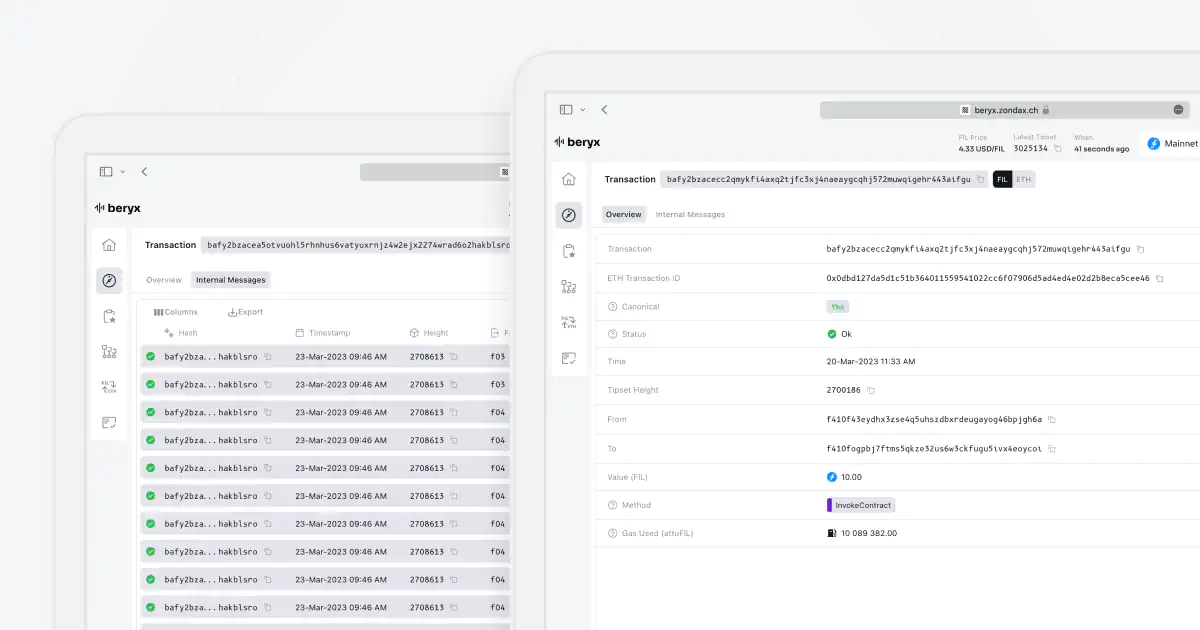 beryx
Transaction bafy2bzacea5otvuohl5rhnhus6vatyuxrnjz4w2ejx2274wrad6o2hakblsro
Overview Internal Messages
Columns Export
Hash Timestamp Height
bafy2bza...hakblsro 23-Mar-2023 09:46 AM 2708613 f03
bafy2bza...hakblsro 23-Mar-2023 09:46 AM 2708613 f03
bafy2bza...hakblsro 23-Mar-2023 09:46 AM 2708613 f04
bafy2bza...hakblsro 23-Mar-2023 09:46 AM 2708613 f04
bafy2bza...hakblsro 23-Mar-2023 09:46 AM 2708613 f04
bafy2bza...hakblsro 23-Mar-2023 09:46 AM 2708613 f04
bafy2bza...hakblsro 23-Mar-2023 09:46 AM 2708613 f04
bafy2bza...hakblsro 23-Mar-2023 09:46 AM 2708613 f04
bafy2bza...hakblsro 23-Mar-2023 09:46 AM 2708613 f04
bafy2bza...hakblsro 23-Mar-2023 09:46 AM 2708613 f04
beryx.zondax.ch
beryx
FIL Price Latest Tipset When
4.33 USD/FIL 3025134 41 seconds ago
Mainnet
Transaction bafy2bzacecc2qmykfi4axq2tjfc3xj4naeaygcqhj572muwqigehr443aifgu FIL ETH
Overview Internal Messages
Transaction bafy2bzacecc2qmykfi4axq2tjfc3xj4naeaygcqhj572muwqigehr443aifgu
ETH Transaction ID 0x0dbd127da5d1c51b364011559541022cc6f07906d5ad4ed4e02d2b8eca5cee46
Canonical Yes
Status Ok
Time 20-Mar-2023 11:33 AM
Tipset Height 2700186
From f410f43eydhx3zse4q5uhszdbxrdeugayog46bpjgh6a
To f410fogpbj7ftms5qkze32us6w3ckfugu5ivx4eoycoi
Value (FIL) 10.00
Method InvokeContract
Gas Used (attoFIL) 10 089 382.00